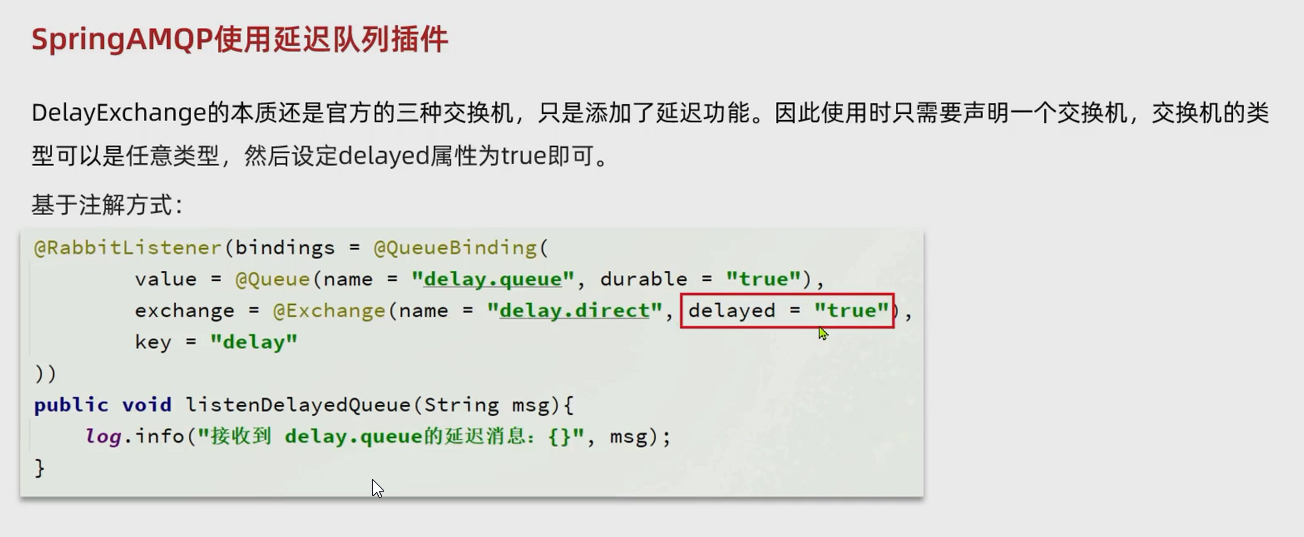 SpringAMQP使用延迟队列插件
DelayExchange的本质还是官方的三种交换机，只是添加了延迟功能。因此使用时只需要声明一个交换机，交换机的类
型可以是任意类型，然后设定delayed属性为true即可。
基于注解方式：
@RabbitListener(bindings = @QueueBinding(
        value = @Queue(name = "delay.queue", durable = "true"),
        exchange = @Exchange(name = "delay.direct", delayed = "true"),
        key = "delay"
))
public void listenDelayedQueue(String msg){
    log.info("接收到 delay.queue的延迟消息：{}", msg);
}